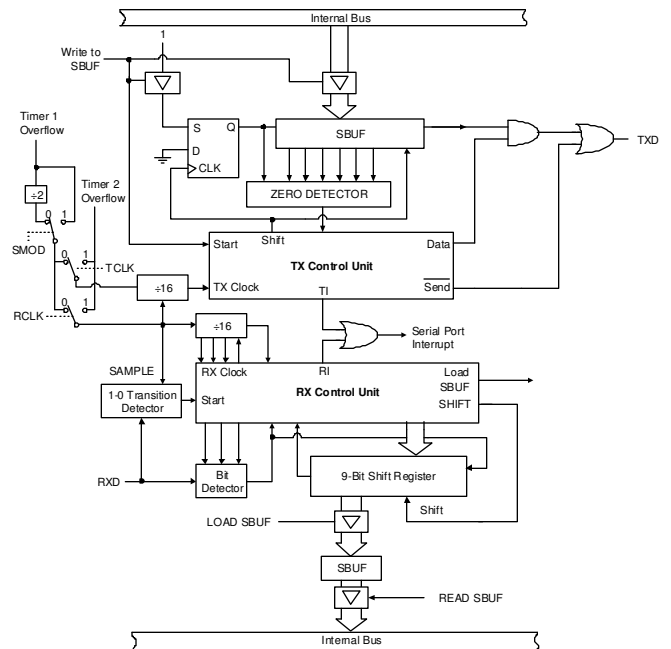 Internal Bus
1
Write to
SBUF
S Q
D
CLK
SBUF
TXD
Timer 1
Overflow
÷2
Timer 2
Overflow
ZERO DETECTOR
0 1
SMOD
Shift
Start
Data
TX Control Unit
0 1
TCLK
÷16
TX Clock
TI
Send
0 1
RCLK
÷16
Serial Port
Interrupt
SAMPLE
RX Clock
RI
Load
SBUF
1-0 Transition
Detector
Start
RX Control Unit
SHIFT
RXD
Bit
Detector
9-Bit Shift Register
Shift
LOAD SBUF
SBUF
READ SBUF
Internal Bus